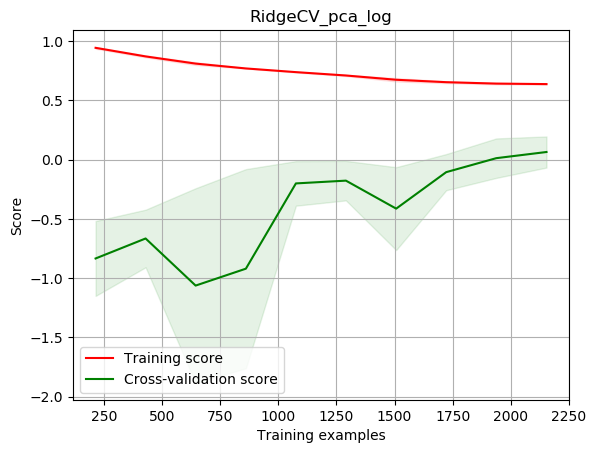 RidgeCV_pca_log
1.0
0.5
0.0
−0.5
−1.0
−1.5
−2.0
Score
Training score
Cross-validation score
250 500 750 1000 1250 1500 1750 2000 2250
Training examples